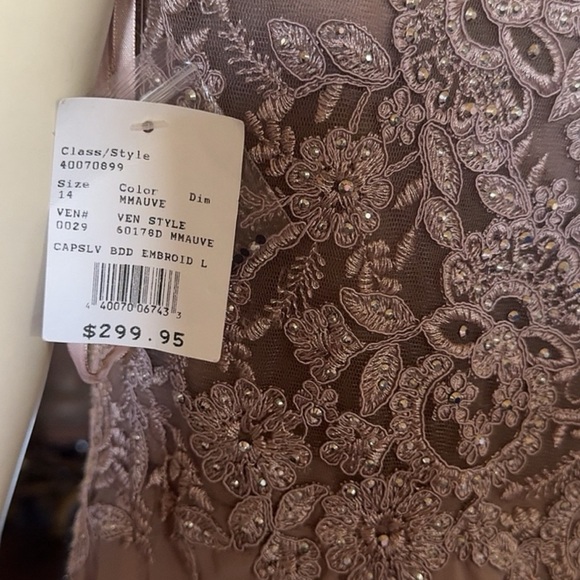 Class/Style
40070899
Size Color Dim
14 MMAUVE
VEN# VEN STYLE
0029 60178D MMAUVE
CAPSLV BDD EMBROID L
4 40070 06743 3
$299.95